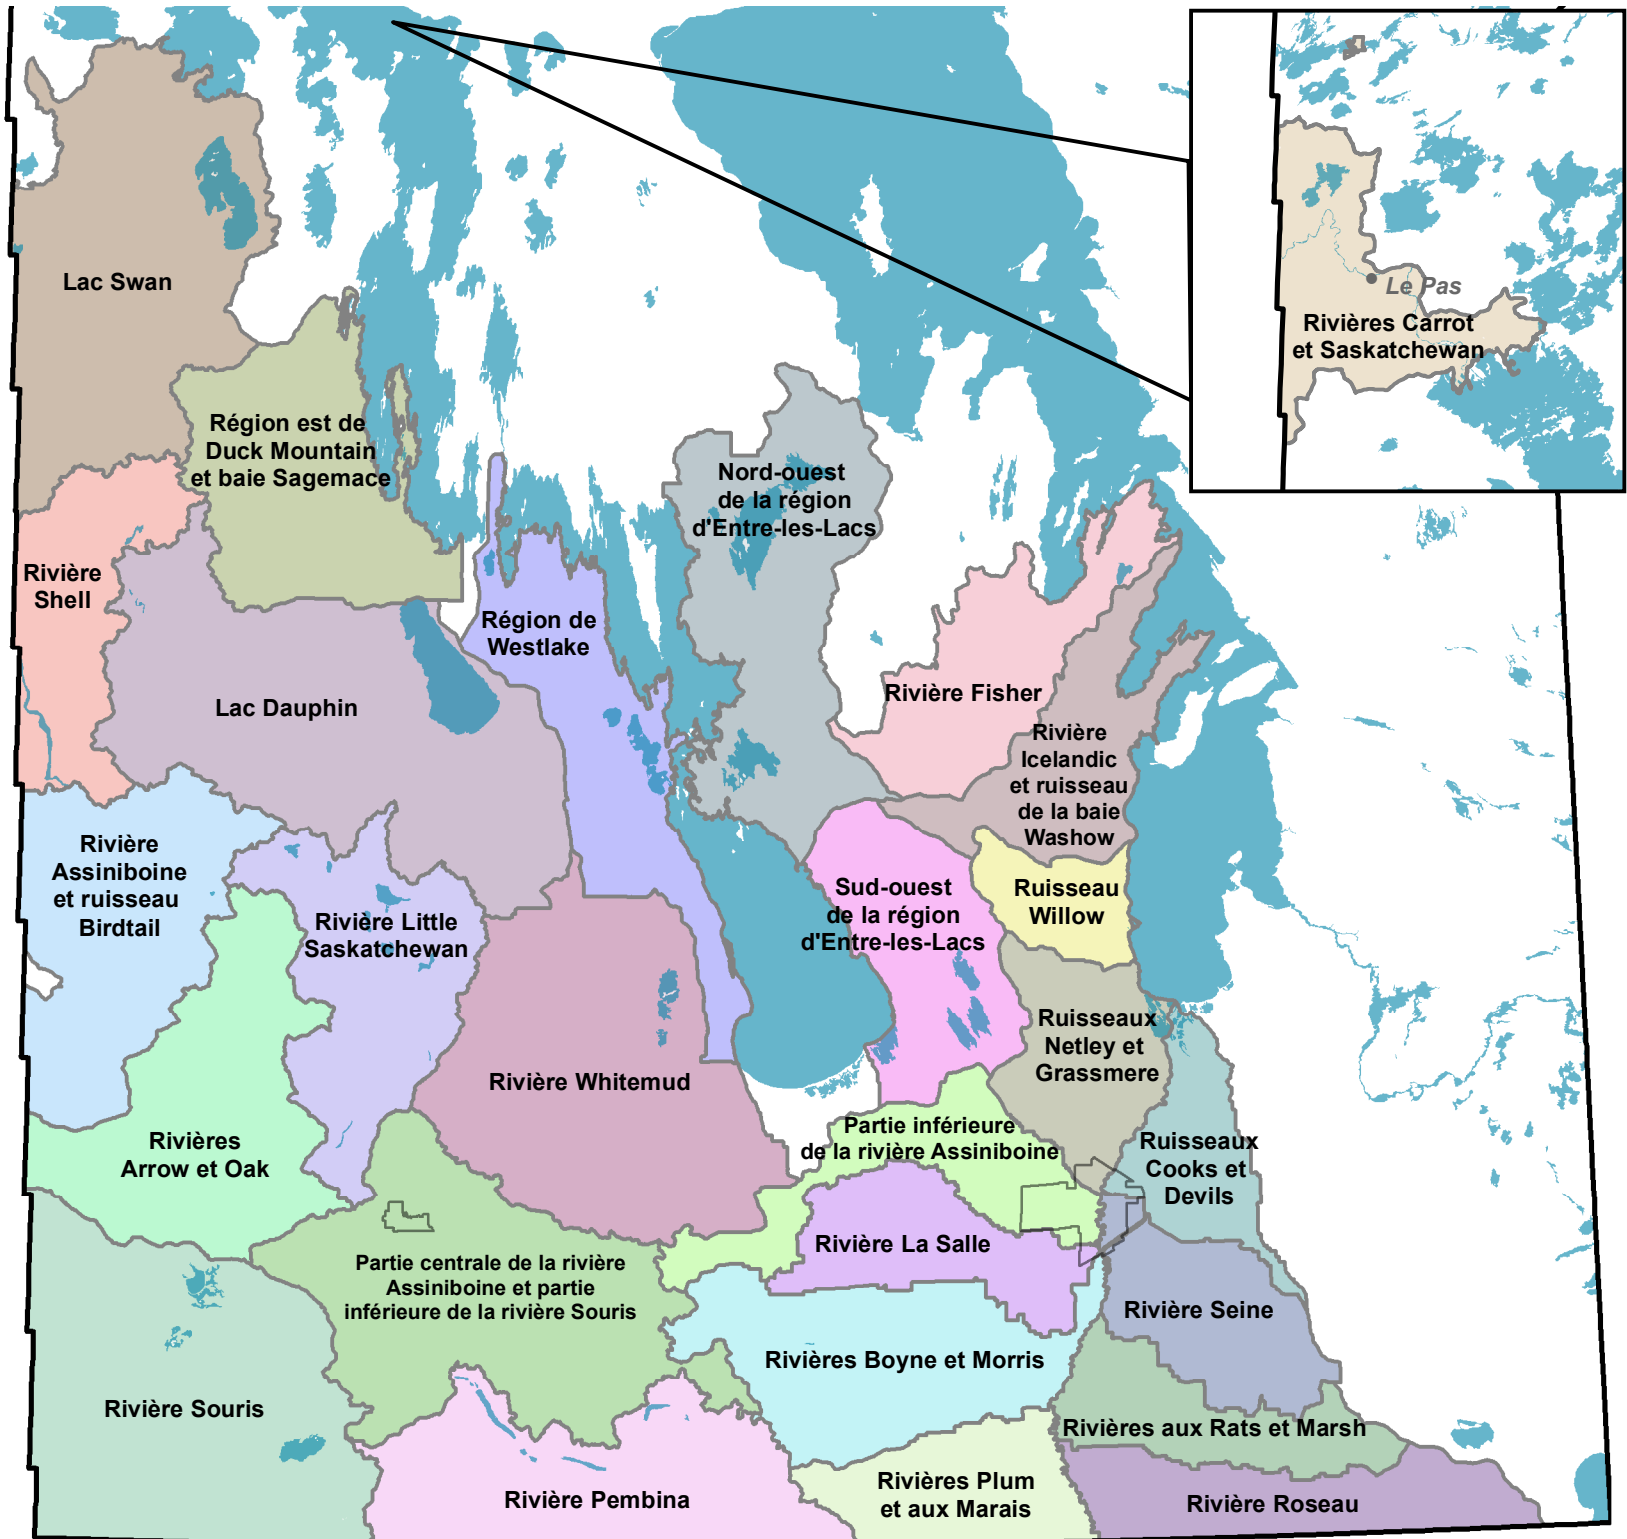 Lac Swan
Le Pas
Rivières Carrot
et Saskatchewan
Région est de
Duck Mountain
et baie Sagemace
Nord-ouest
de la région
d'Entre-les-Lacs
Rivière
Shell
Région de
Westlake
Lac Dauphin
Rivière Fisher
Rivière
Icelandic
et ruisseau
de la baie
Washow
Rivière
Assiniboine
et ruisseau
Birdtail
Rivière Little
Saskatchewan
Sud-ouest
de la région
d'Entre-les-Lacs
Ruisseau
Willow
Ruisseaux
Netley et
Grassmere
Rivière Whitemud
Rivières
Arrow et Oak
Partie inférieure
de la rivière Assiniboine
Ruisseaux
Cooks et
Devils
Partie centrale de la rivière
Assiniboine et partie
inférieure de la rivière Souris
Rivière La Salle
Rivière Seine
Rivières Boyne et Morris
Rivière Souris
Rivières aux Rats et Marsh
Rivière Pembina
Rivières Plum
et aux Marais
Rivière Roseau